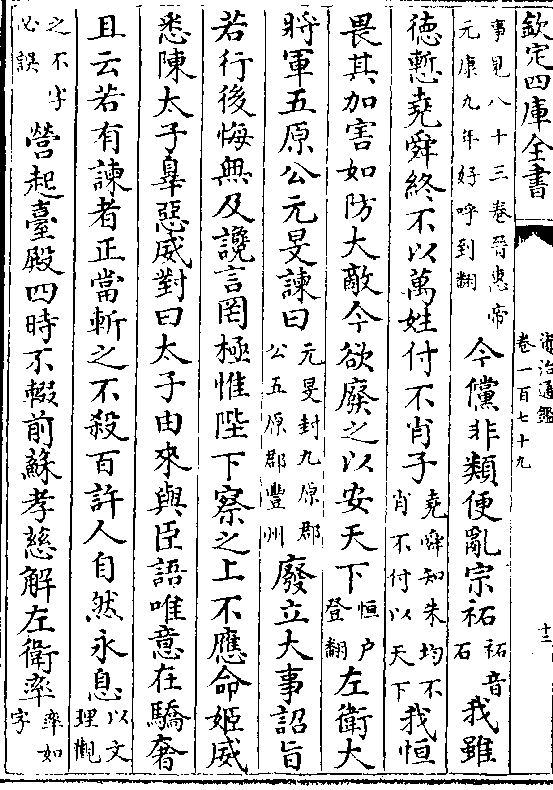 欽定四庫全書
資治通鑑
卷一百七十九
十三
事見八十三卷晉惠帝
元康九年好呼到翻
今儻非類便亂宗祏
祏音
石
我雖
德慙堯舜終不以萬姓付不肖子
堯舜知朱均不
肖不付以天下
我恒
畏其加害如防大敵今欲廢之以安天下
恒户
登翻
左衛大
將軍五原公元旻諫曰
元旻封九原郡
公五原郡豐州
廢立大事詔旨
若行後悔無及讒言罔極惟陛下察之上不應命姬威
悉陳太子辠惡威對曰太子由來與臣語唯意在驕奢
且云若有諫者正當斬之不殺百許人自然永息
以文
理觀
之不字
必誤
營起臺殿四時不輟前蘇孝慈解左衛率
率如
字